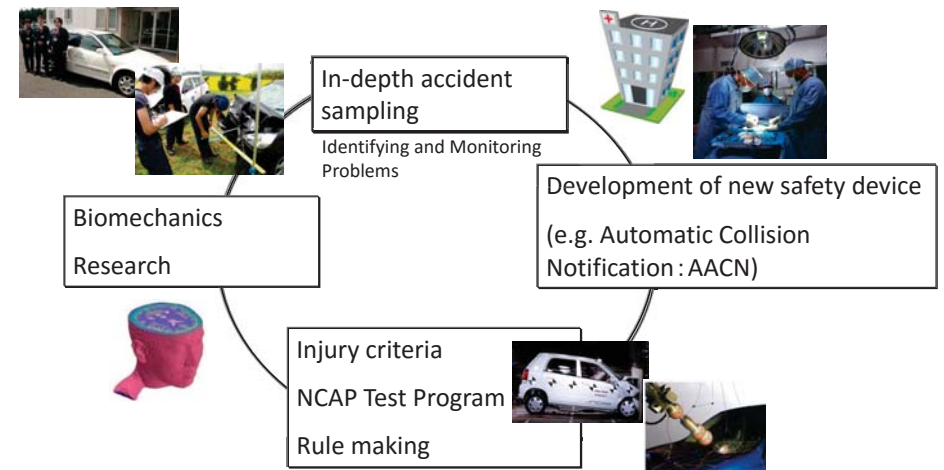 In-depth accident
sampling
Identifying and Monitoring
Problems
Development of new safety device
(e.g. Automatic Collision
Notification：AACN)
Biomechanics
Research
Injury criteria
NCAP Test Program
Rule making
H